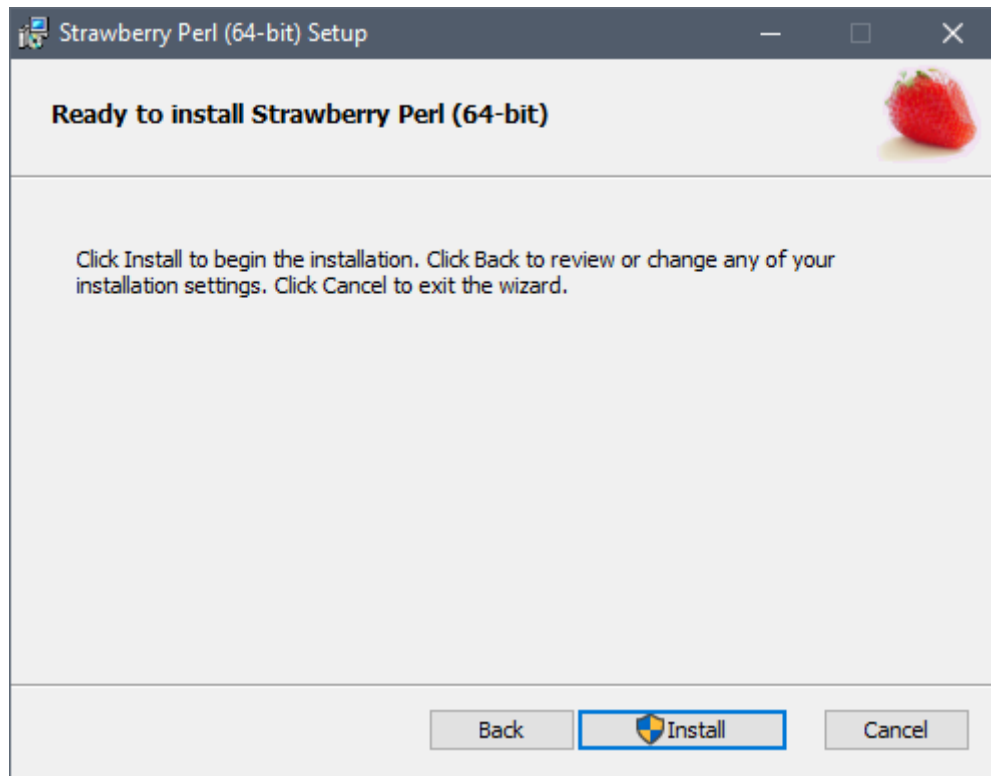 Strawberry Perl (64-bit) Setup
Ready to install Strawberry Perl (64-bit)
Click Install to begin the installation. Click Back to review or change any of your
installation settings. Click Cancel to exit the wizard.
Back
Install
Cancel